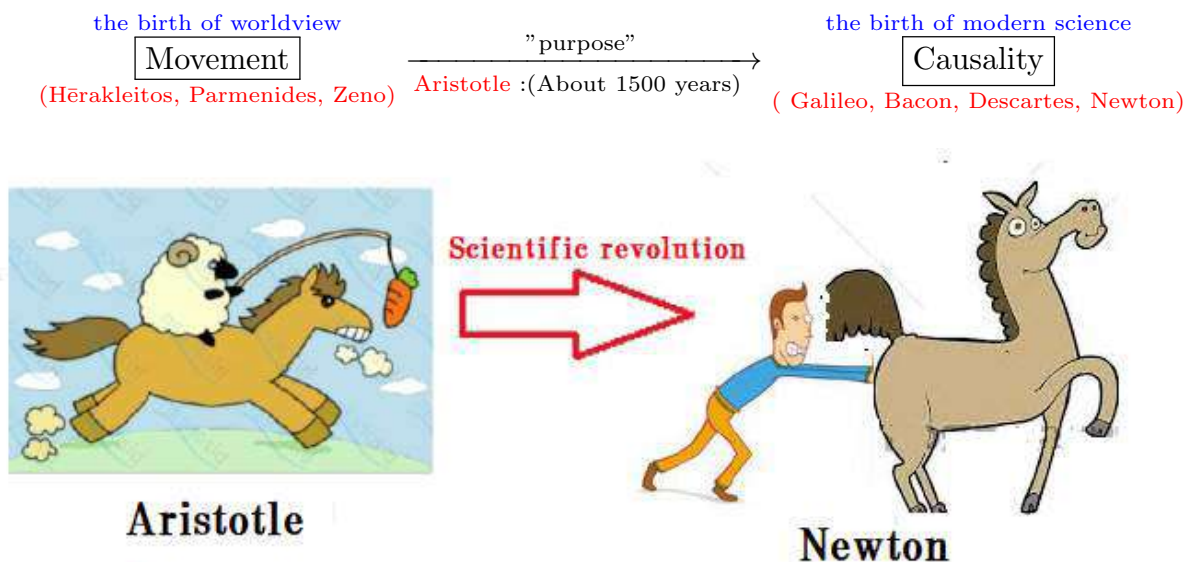 the birth of worldview
Movement
(Hērakleitos, Parmenides, Zeno)
”purpose”
Aristotle :(About 1500 years)
the birth of modern science
Causality
( Galileo, Bacon, Descartes, Newton)
Scientific revolution
Aristotle
Newton